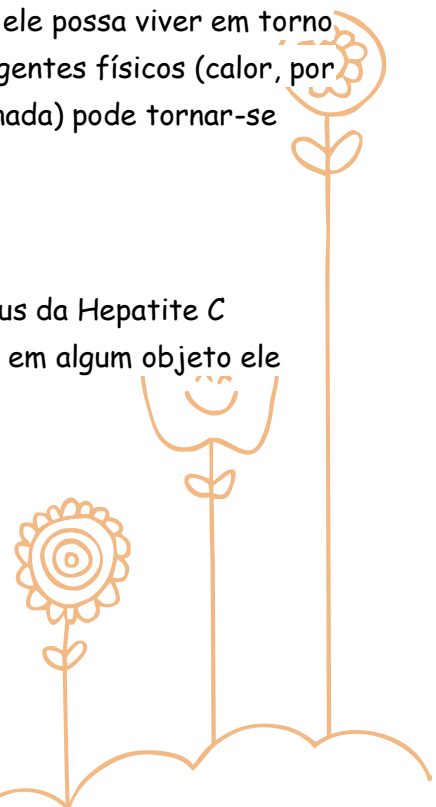 ele possa viver em torno
gentes físicos (calor, por
nada) pode tornar-se
us da Hepatite C
em algum objeto ele